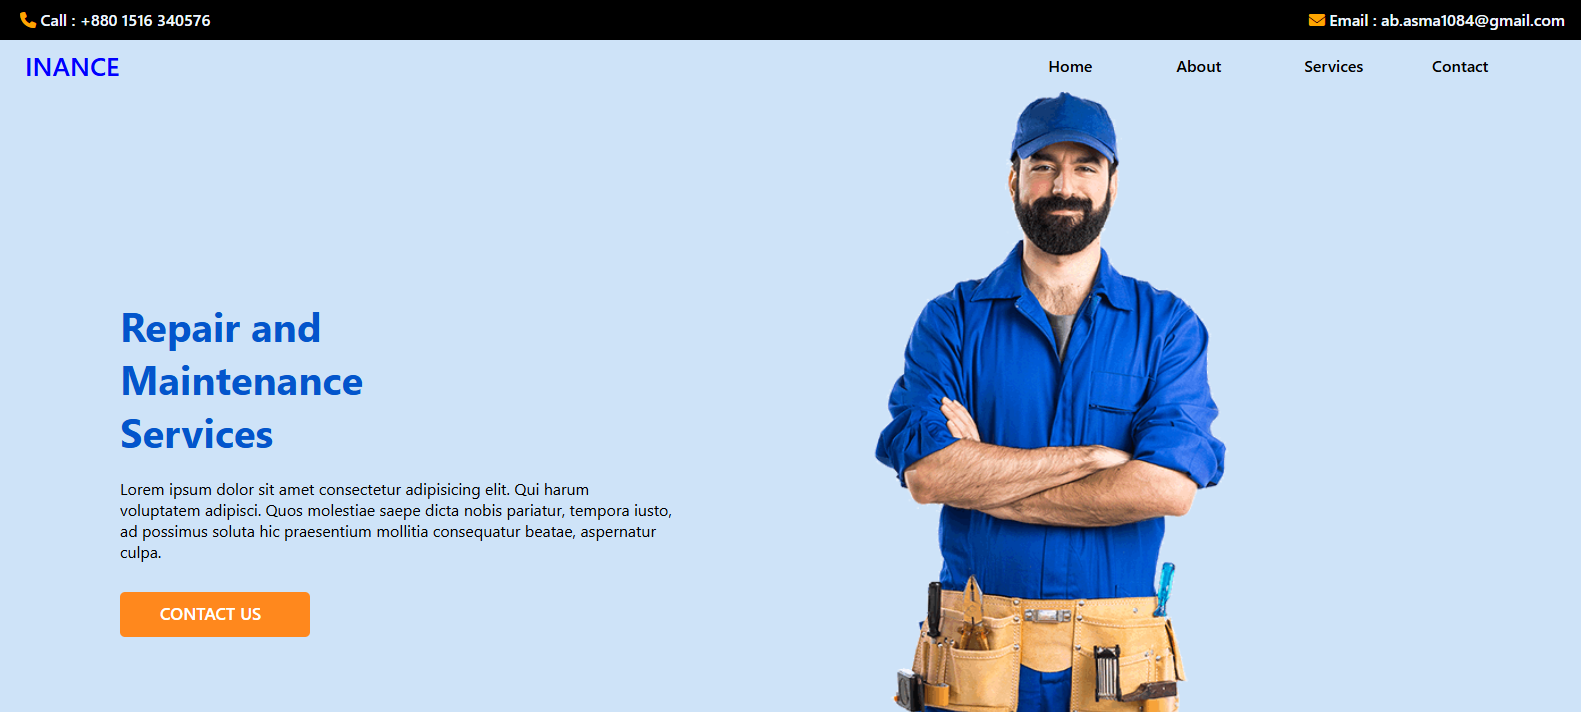 Call : +880 1516 340576
Email : ab.asma1084@gmail.com
INANCE
Home
About
Services
Contact
Repair and
Maintenance
Services
Lorem ipsum dolor sit amet consectetur adipisicing elit. Qui harum
voluptatem adipisci. Quos molestiae saepe dicta nobis pariatur, tempora iusto,
ad possimus soluta hic praesentium mollitia consequatur beatae, aspernatur
culpa.
CONTACT US